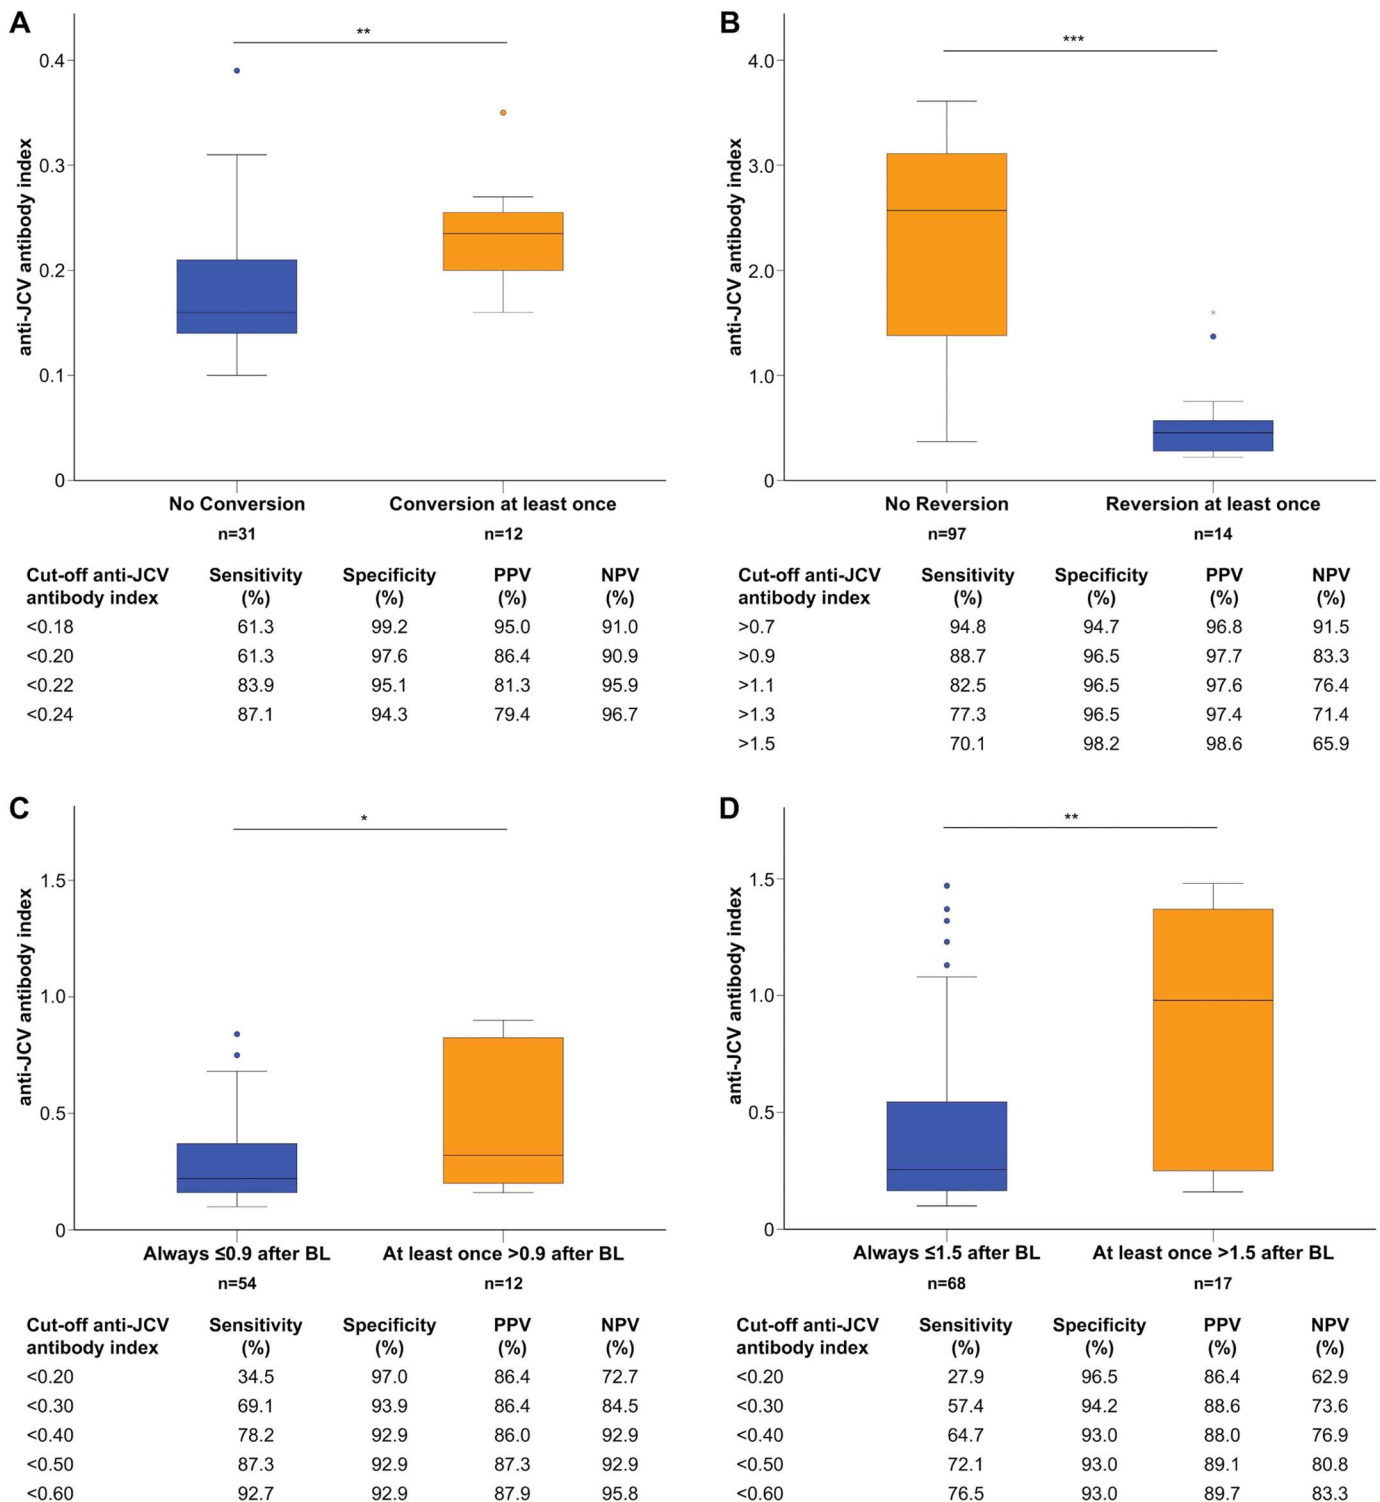 A
**
anti-JCV antibody index
0.4
0.3
0.2
0.1
0
No Conversion Conversion at least once
n=31 n=12
Cut-off anti-JCV Sensitivity Specificity PPV NPV
antibody index (%) (%) (%) (%)
<0.18 61.3 99.2 95.0 91.0
<0.20 61.3 97.6 86.4 90.9
<0.22 83.9 95.1 81.3 95.9
<0.24 87.1 94.3 79.4 96.7
B
***
anti-JCV antibody index
4.0
3.0
2.0
1.0
0
*
No Reversion Reversion at least once
n=97 n=14
Cut-off anti-JCV Sensitivity Specificity PPV NPV
antibody index (%) (%) (%) (%)
>0.7 94.8 94.7 96.8 91.5
>0.9 88.7 96.5 97.7 83.3
>1.1 82.5 96.5 97.6 76.4
>1.3 77.3 96.5 97.4 71.4
>1.5 70.1 98.2 98.6 65.9
C
*
anti-JCV antibody index
1.5
1.0
0.5
0
Always ≤0.9 after BL At least once >0.9 after BL
n=54 n=12
Cut-off anti-JCV Sensitivity Specificity PPV NPV
antibody index (%) (%) (%) (%)
<0.20 34.5 97.0 86.4 72.7
<0.30 69.1 93.9 86.4 84.5
<0.40 78.2 92.9 86.0 92.9
<0.50 87.3 92.9 87.3 92.9
<0.60 92.7 92.9 87.9 95.8
D
**
anti-JCV antibody index
1.5
1.0
0.5
0
Always ≤1.5 after BL At least once >1.5 after BL
n=68 n=17
Cut-off anti-JCV Sensitivity Specificity PPV NPV
antibody index (%) (%) (%) (%)
<0.20 27.9 96.5 86.4 62.9
<0.30 57.4 94.2 88.6 73.6
<0.40 64.7 93.0 88.0 76.9
<0.50 72.1 93.0 89.1 80.8
<0.60 76.5 93.0 89.7 83.3